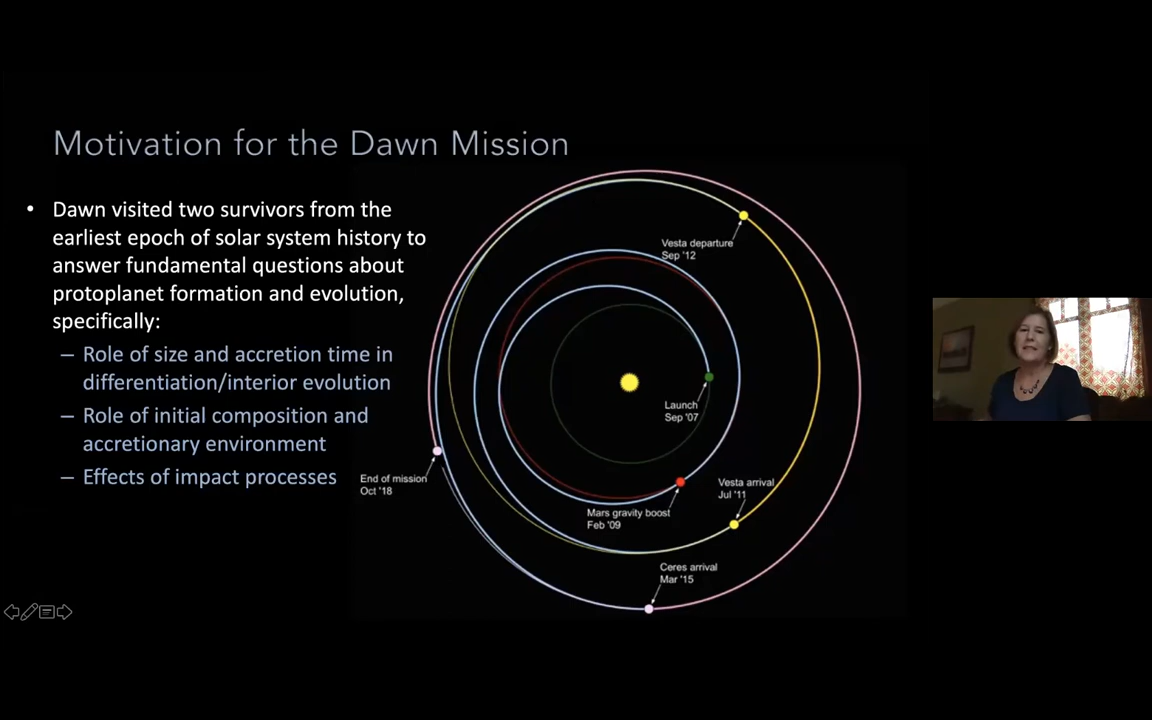 Motivation for the Dawn Mission
• Dawn visited two survivors from the
earliest epoch of solar system history to
answer fundamental questions about
protoplanet formation and evolution,
specifically:
– Role of size and accretion time in
differentiation/interior evolution
– Role of initial composition and
accretionary environment
– Effects of impact processes
Vesta departure
Sep '12
Launch
Sep '07
End of mission
Oct '18
Vesta arrival
Jul '11
Mars gravity boost
Feb '09
Ceres arrival
Mar '15